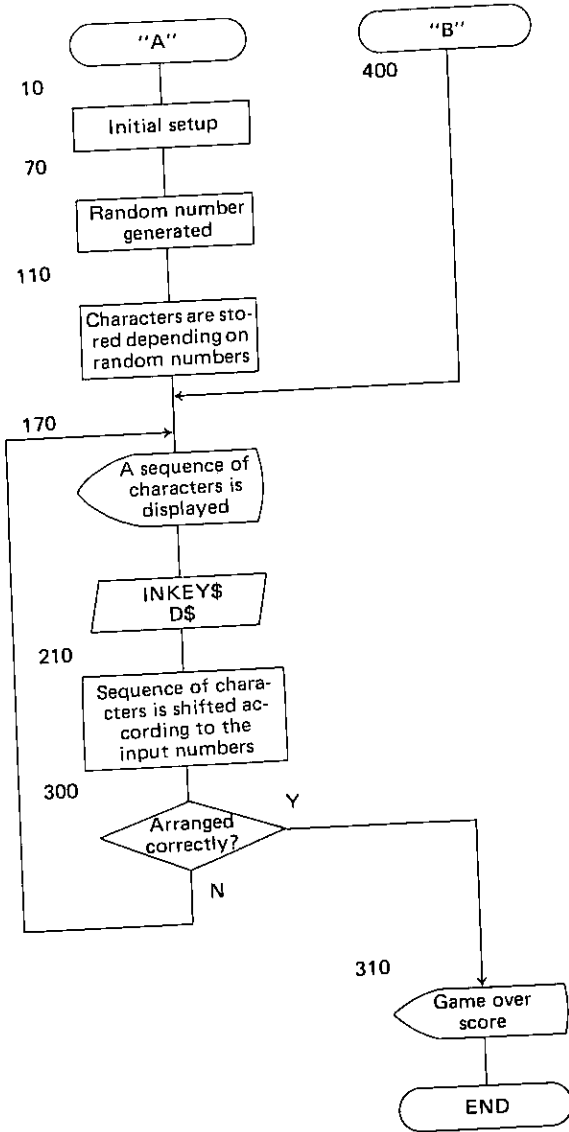 "A"
"B"
400
10
Initial setup
70
Random number
generated
110
Characters are sto-
red depending on
random numbers
170
A sequence of
characters is
displayed
INKEY$
D$
210
Sequence of chara-
cters is shifted ac-
cording to the
input numbers
300
Arranged
correctly?
Y
N
310
Game over
score
END